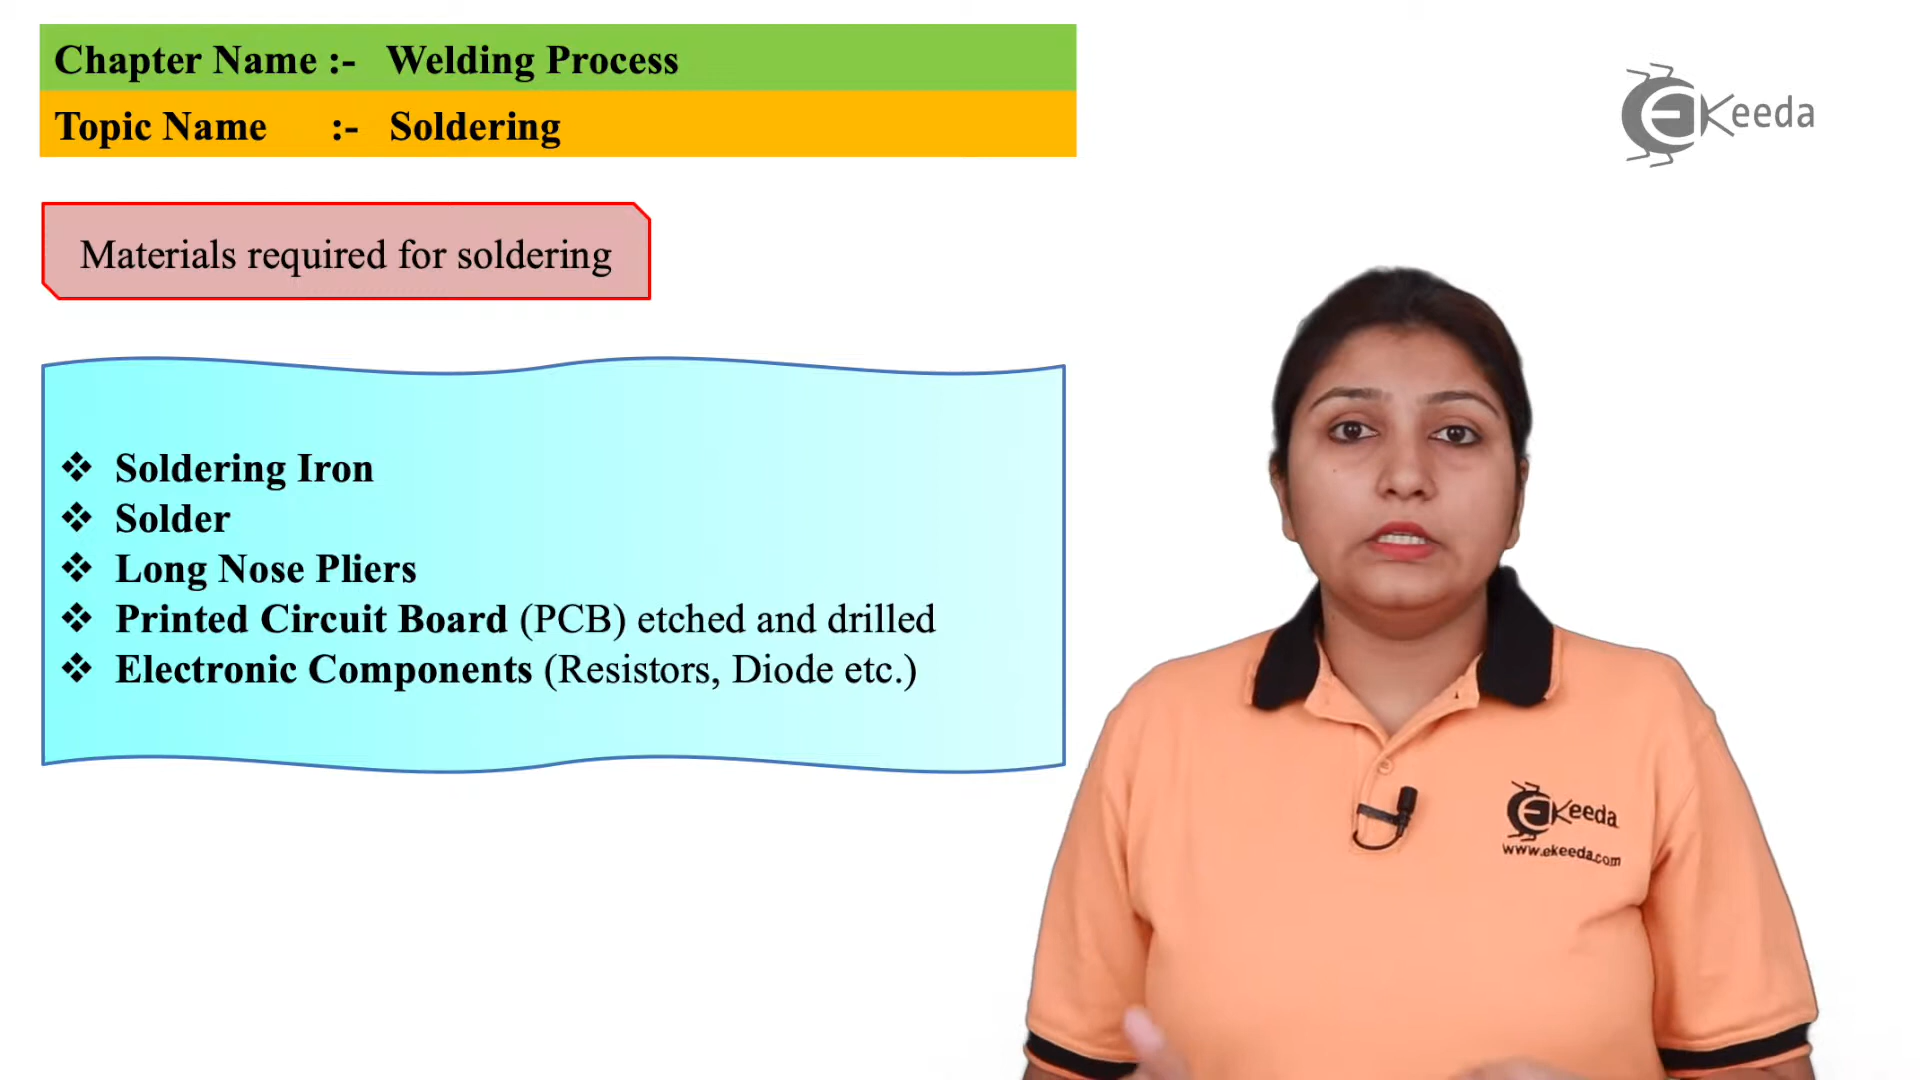 Chapter Name :- Welding Process
Topic Name :- Soldering
Keeda
Materials required for soldering
❖ Soldering Iron
❖ Solder
❖ Long Nose Pliers
❖ Printed Circuit Board (PCB) etched and drilled
❖ Electronic Components (Resistors, Diode etc.)
Keeda
www.ekeeda.com